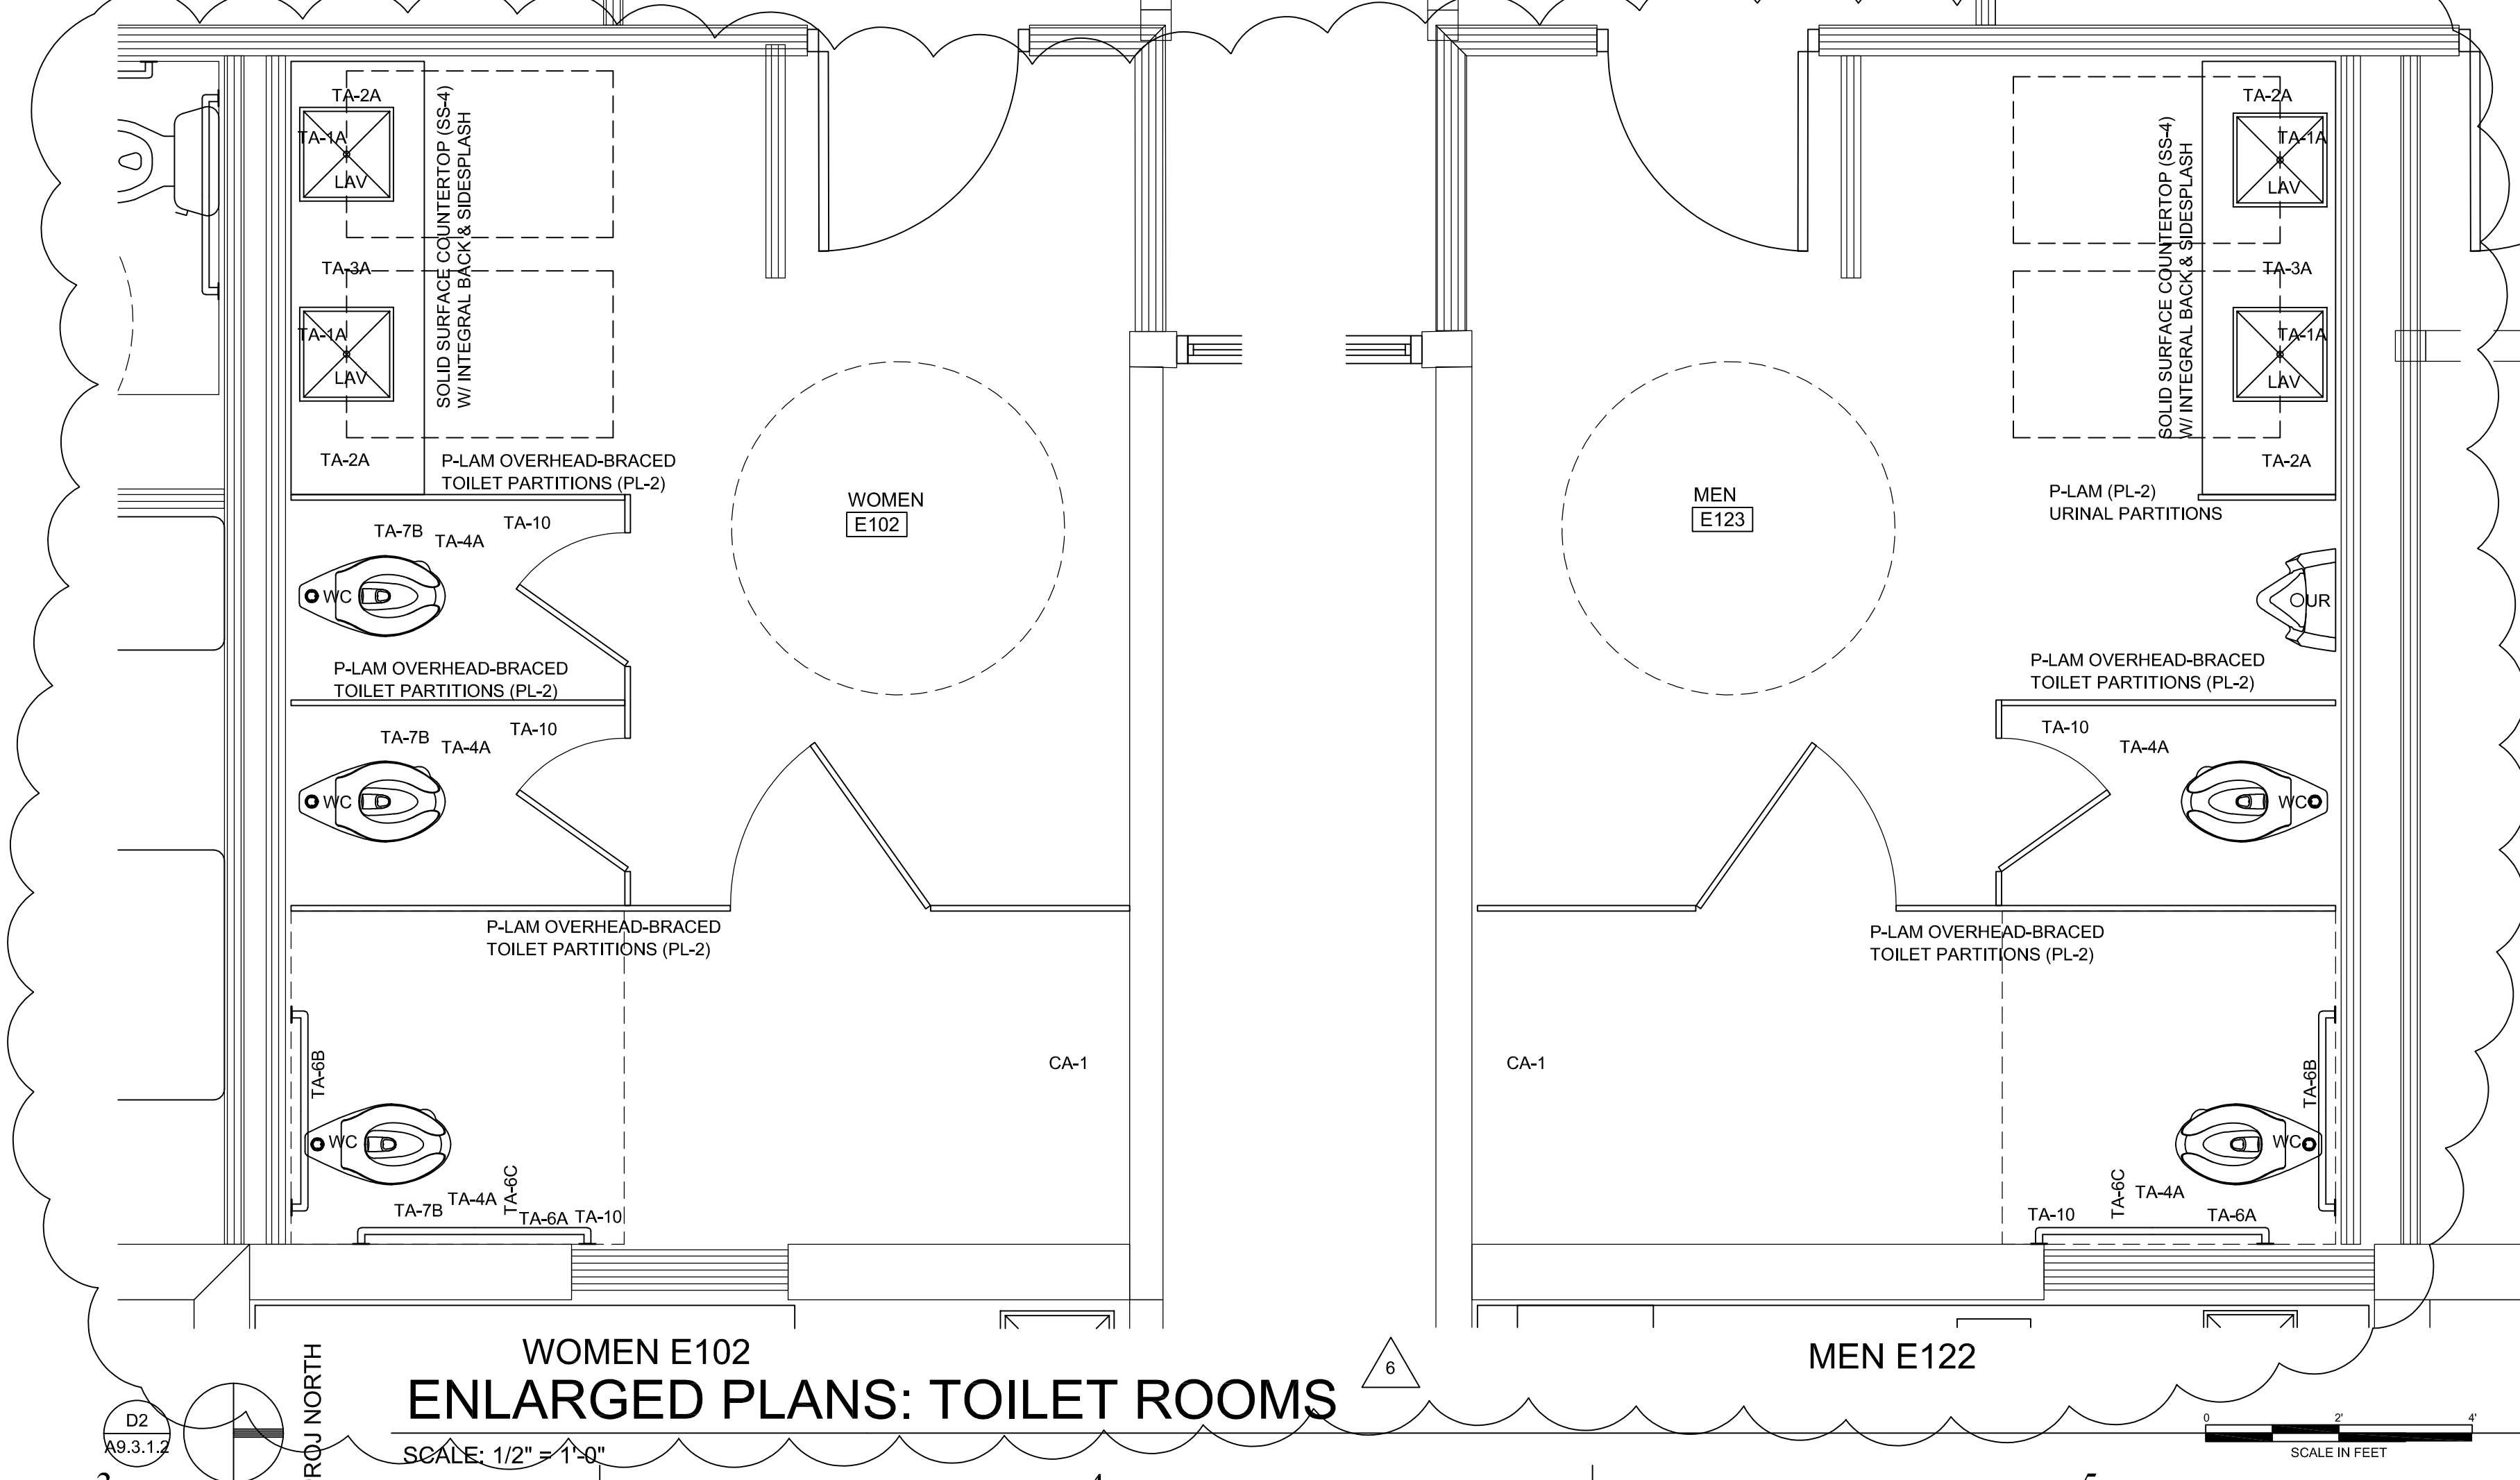 TA-2A
TA-1A
LAV
TA-3A
TA-1A
LAV
TA-2A
SOLID SURFACE COUNTERTOP (SS-4)
W/ INTEGRAL BACK & SIDESPLASH
P-LAM OVERHEAD-BRACED
TOILET PARTITIONS (PL-2)
WOMEN
E102
TA-7B
TA-4A
TA-10
WC
P-LAM OVERHEAD-BRACED
TOILET PARTITIONS (PL-2)
TA-7B
TA-4A
TA-10
WC
P-LAM OVERHEAD-BRACED
TOILET PARTITIONS (PL-2)
TA-6B
CA-1
WC
TA-7B
TA-4A
TA-6C
TA-6A
TA-10
TA-2A
TA-1A
LAV
TA-3A
TA-1A
LAV
TA-2A
SOLID SURFACE COUNTERTOP (SS-4)
W/ INTEGRAL BACK & SIDESPLASH
MEN
E123
P-LAM (PL-2)
URINAL PARTITIONS
UR
P-LAM OVERHEAD-BRACED
TOILET PARTITIONS (PL-2)
TA-10
TA-4A
WC
P-LAM OVERHEAD-BRACED
TOILET PARTITIONS (PL-2)
CA-1
TA-6B
WC
TA-6C
TA-4A
TA-10
TA-6A
WOMEN E102
6
MEN E122
ENLARGED PLANS: TOILET ROOMS
D2
A9.3.1.2
PROJ NORTH
SCALE: 1/2" = 1'-0"
0 2' 4'
SCALE IN FEET